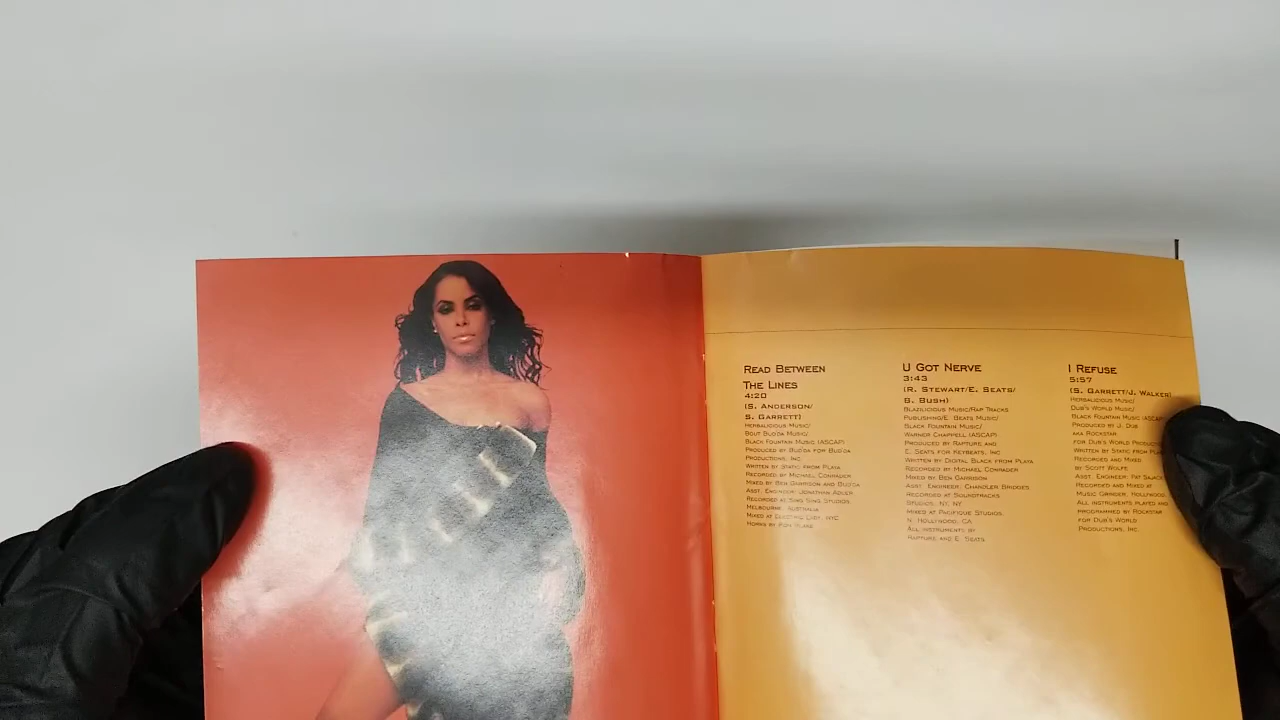 READ BETWEEN
THE LINES
4:20
(S. ANDERSON/
S. GARRETT)
HERBALICIOUS MUSIC/
BOUT BUD'DA MUSIC/
BLACK FOUNTAIN MUSIC (ASCAP)
PRODUCED BY BUD'DA FOR BUD'DA
PRODUCTIONS, INC.
WRITTEN BY STATIC FROM PLAYA
RECORDED BY MICHAEL CONRADER
MIXED BY BEN GARRISON AND BUD'DA
ASST. ENGINEER: JONATHAN ADLER
RECORDED AT SING SING STUDIOS
MELBOURNE, AUSTRALIA
MIXED AT ELECTRIC LADY, NYC
HORNS BY RON BLAKE
U GOT NERVE
3:43
(R. STEWART/E. SEATS/
B. BUSH)
BLAZILICIOUS MUSIC/RAP TRACKS
PUBLISHING/E. BEATS MUSIC/
BLACK FOUNTAIN MUSIC/
WARNER CHAPPELL (ASCAP)
PRODUCED BY RAPTURE AND
E. SEATS FOR KEYBEATS, INC
WRITTEN BY DIGITAL BLACK FROM PLAYA
RECORDED BY MICHAEL CONRADER
MIXED BY BEN GARRISON
ASST. ENGINEER: CHANDLER BRIDGES
RECORDED AT SOUNDTRACKS
STUDIOS, NY, NY
MIXED AT PACIFIQUE STUDIOS,
N. HOLLYWOOD, CA
ALL INSTRUMENTS BY
RAPTURE AND E. SEATS
I REFUSE
5:57
(S. GARRETT/J. WALKER)
HERBALICIOUS MUSIC/
DUB'S WORLD MUSIC/
BLACK FOUNTAIN MUSIC (ASCAP)
PRODUCED BY J. DUB
AKA ROCKSTAR
FOR DUB'S WORLD
WRITTEN BY STATIC FROM
RECORDED AND MIXED
BY SCOTT WOLFE
ASST. ENGINEER: PAT
RECORDED AND MIXED AT
MUSIC GRINDER, HOLLYWOOD
ALL INSTRUMENTS PLAYED AND
PROGRAMMED BY ROCKSTAR
FOR DUB'S WORLD
PRODUCTIONS, INC.